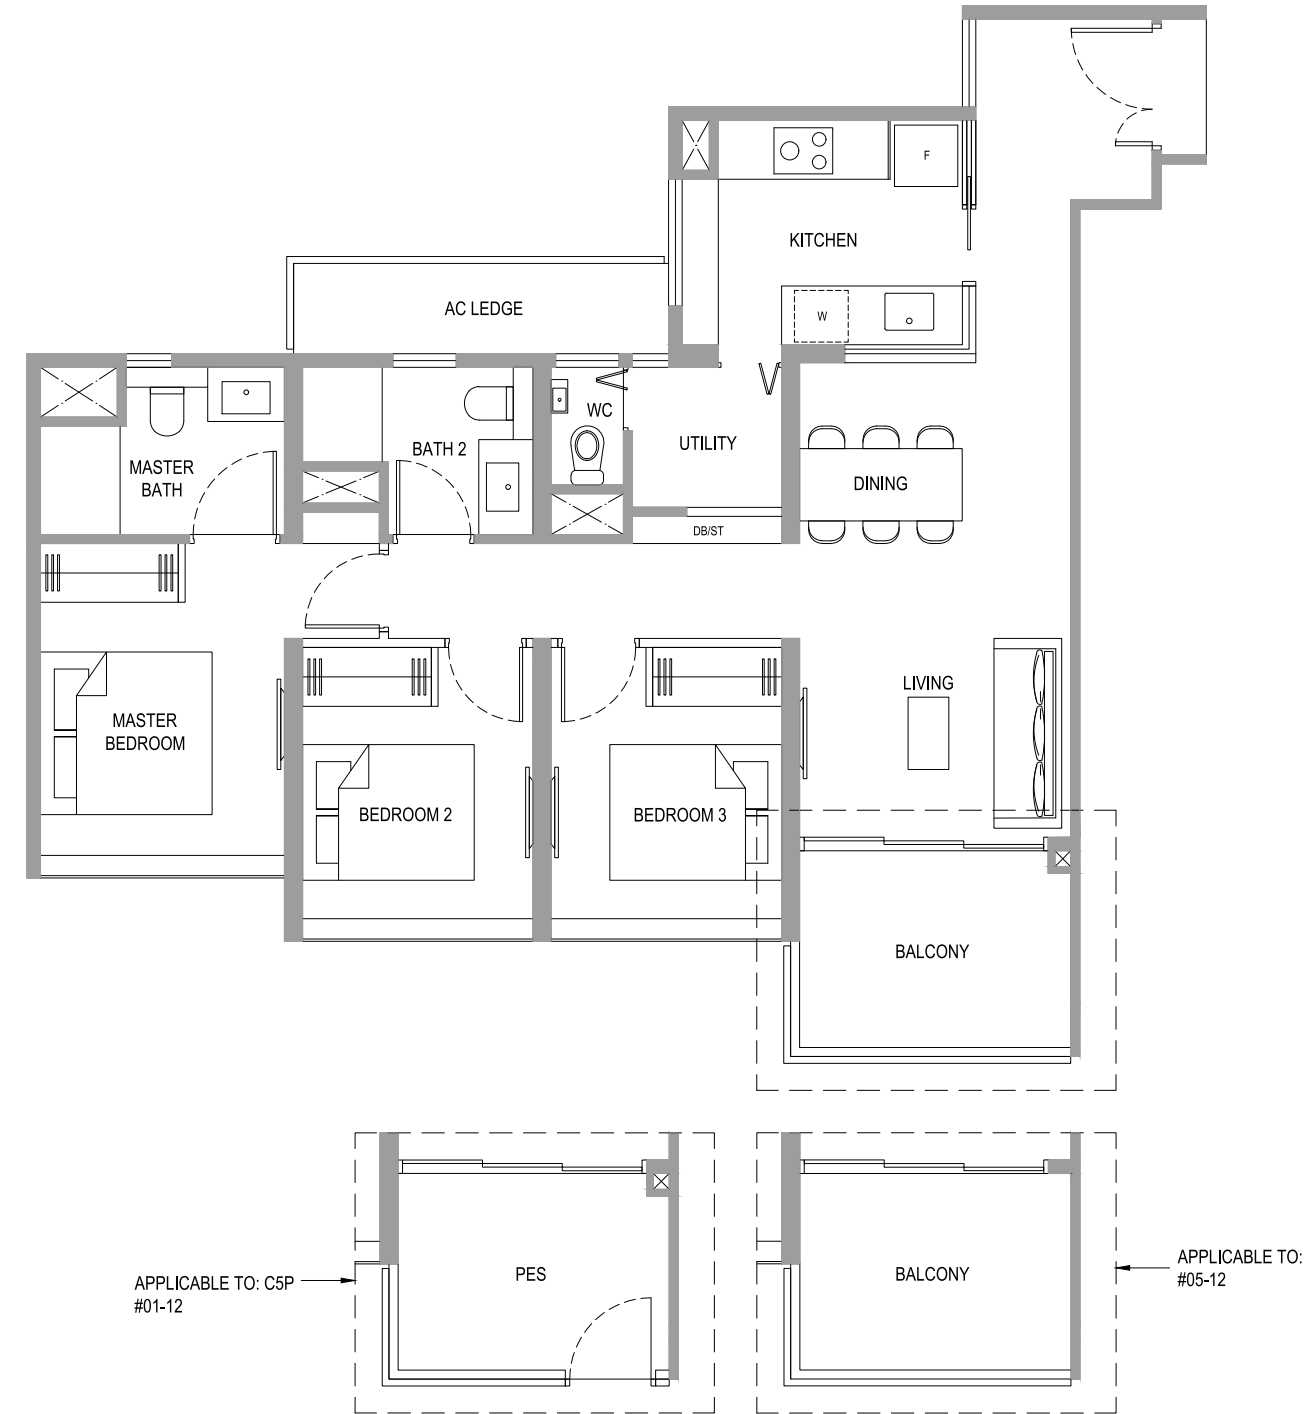 F
KITCHEN
AC LEDGE
W
WC
UTILITY
BATH 2
MASTER
BATH
DINING
DB/ST
LIVING
MASTER
BEDROOM
BEDROOM 2
BEDROOM 3
BALCONY
PES
APPLICABLE TO: C5P
#01-12
BALCONY
APPLICABLE TO:
#05-12